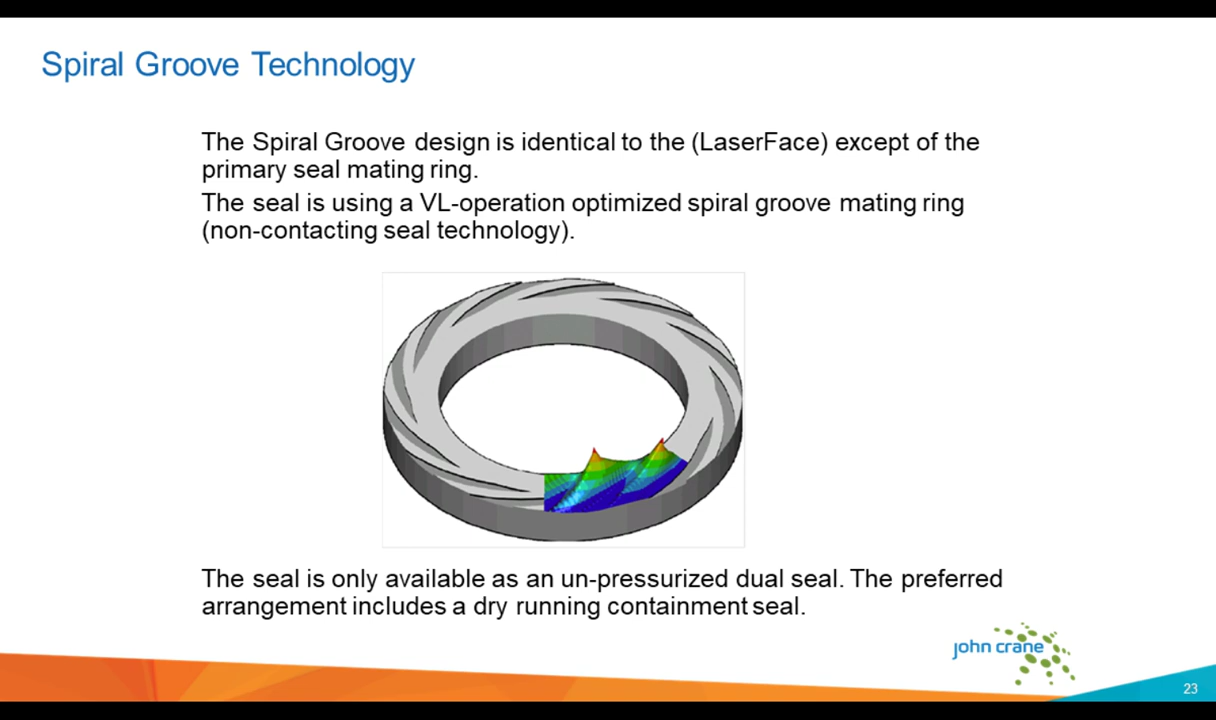 Spiral Groove Technology
The Spiral Groove design is identical to the (LaserFace) except of the
primary seal mating ring.
The seal is using a VL-operation optimized spiral groove mating ring
(non-contacting seal technology).
The seal is only available as an un-pressurized dual seal. The preferred
arrangement includes a dry running containment seal.
john crane
23